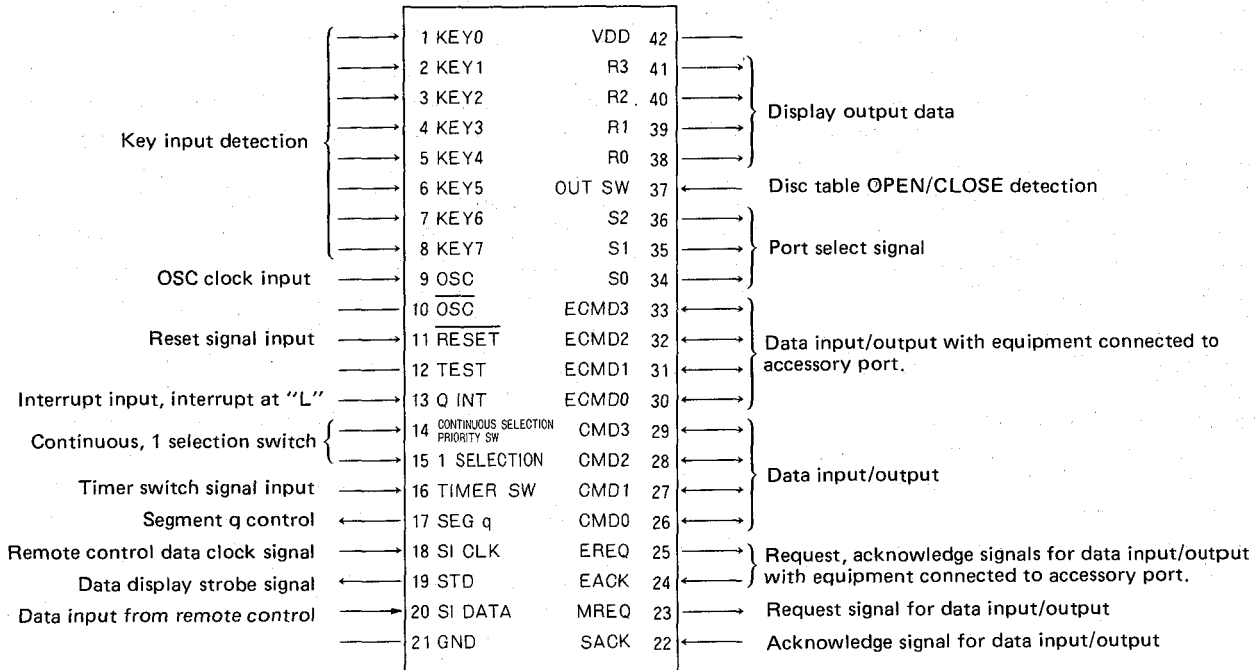 Key input detection
OSC clock input
Reset signal input
Interrupt input, interrupt at "L"
Continuous, 1 selection switch
Timer switch signal input
Segment q control
Remote control data clock signal
Data display strobe signal
Data input from remote control
1 KEY0
2 KEY1
3 KEY2
4 KEY3
5 KEY4
6 KEY5
7 KEY6
8 KEY7
9 OSC
10 OSC
11 RESET
12 TEST
13 Q INT
14 CONTINUOUS SELECTION
PRIORITY SW
15 1 SELECTION
16 TIMER SW
17 SEG q
18 SI CLK
19 STD
20 SI DATA
21 GND
VDD 42
R3 41
R2 40
R1 39
R0 38
OUT SW 37
S2 36
S1 35
S0 34
ECMD3 33
ECMD2 32
ECMD1 31
ECMD0 30
CMD3 29
CMD2 28
CMD1 27
CMD0 26
EREQ 25
EACK 24
MREQ 23
SACK 22
Display output data
Disc table OPEN/CLOSE detection
Port select signal
Data input/output with equipment connected to
accessory port.
Data input/output
Request, acknowledge signals for data input/output
with equipment connected to accessory port.
Request signal for data input/output
Acknowledge signal for data input/output